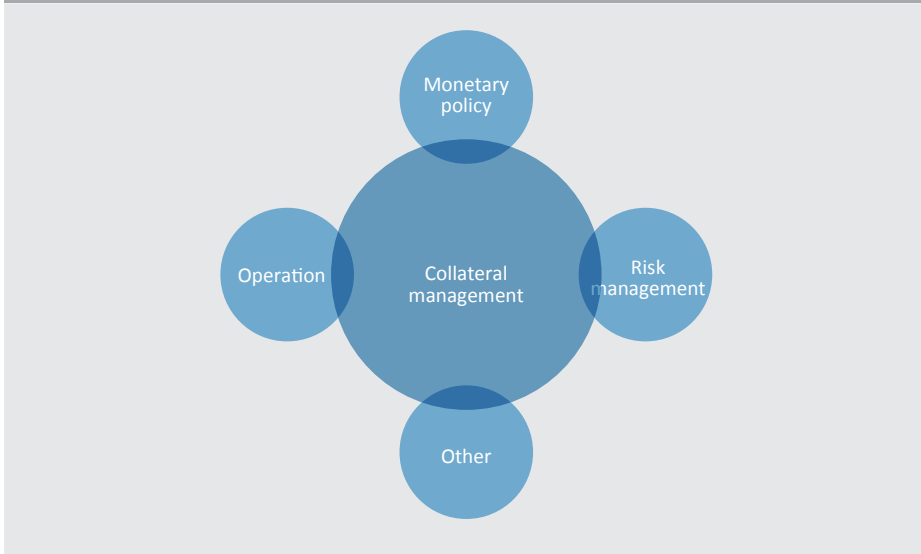 Monetary
policy
Operation
Collateral
management
Risk
management
Other